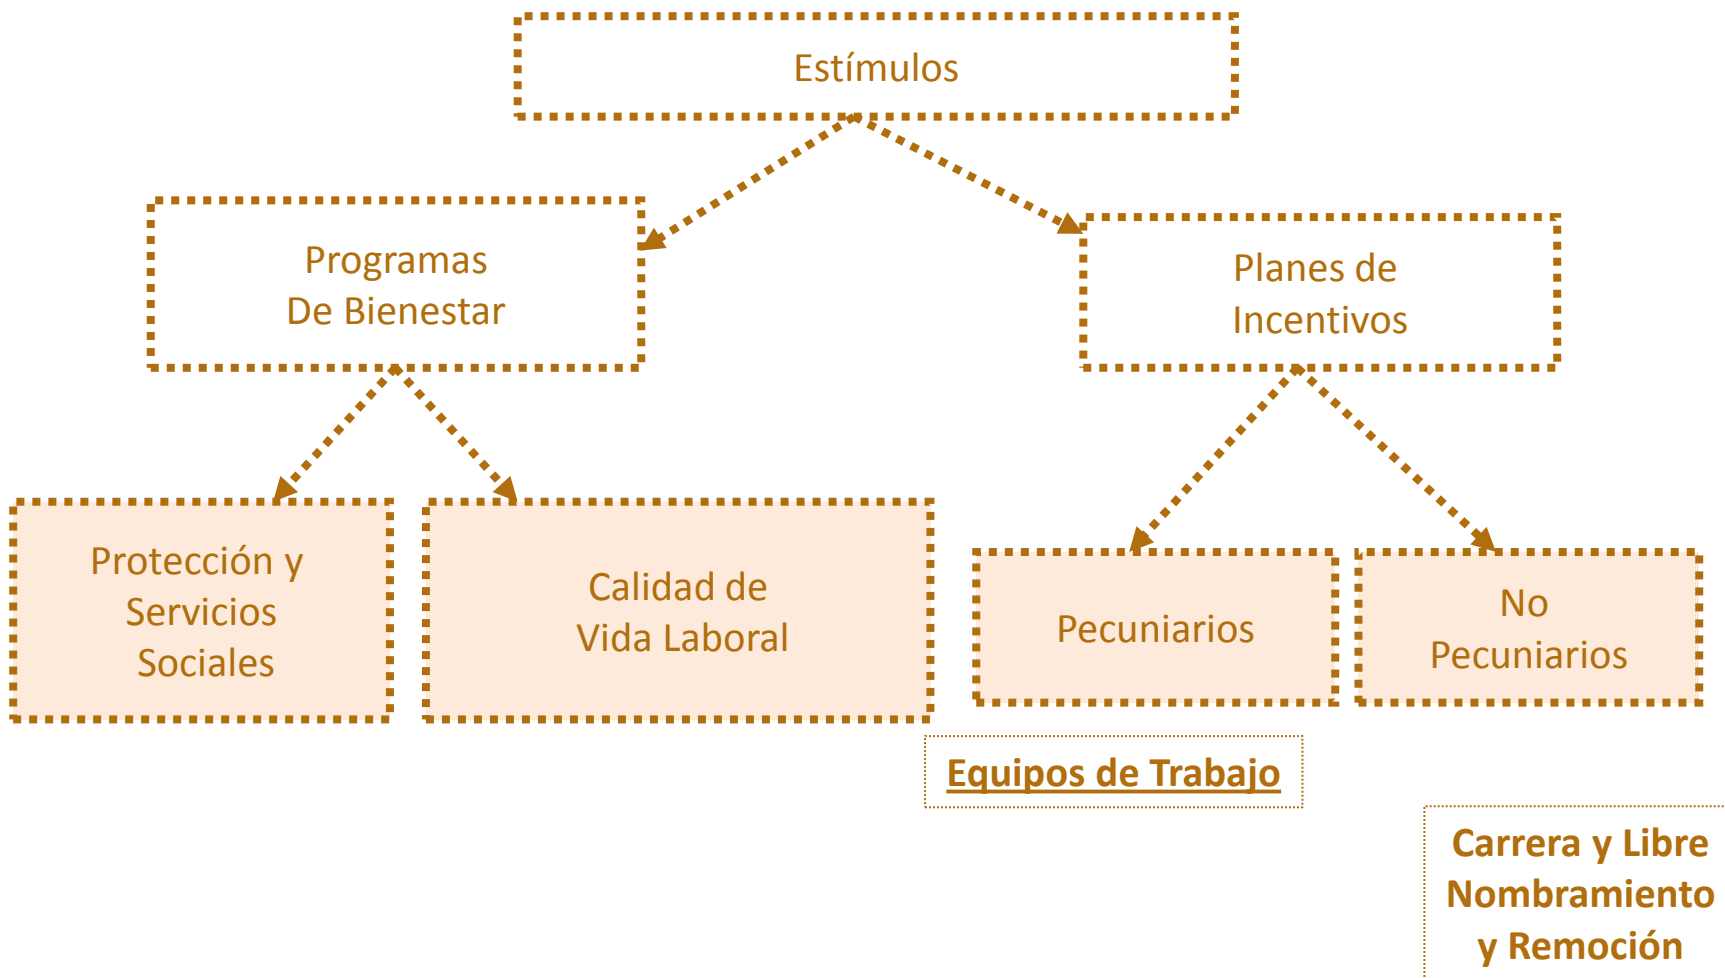 Estímulos
Programas
De Bienestar
Planes de
Incentivos
Protección y
Servicios
Sociales
Calidad de
Vida Laboral
Pecuniarios
No
Pecuniarios
Equipos de Trabajo
Carrera y Libre
Nombramiento
y Remoción